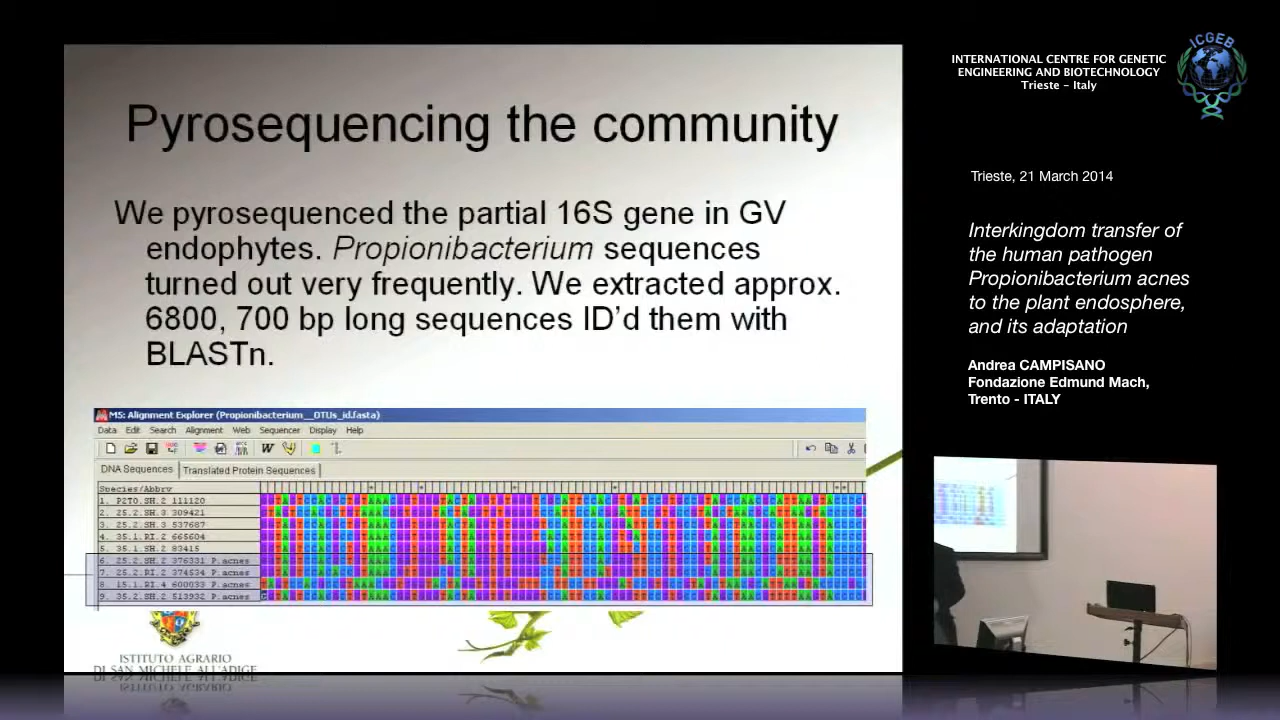 Pyrosequencing the community
We pyrosequenced the partial 16S gene in GV
endophytes. Propionibacterium sequences
turned out very frequently. We extracted approx.
6800, 700 bp long sequences ID'd them with
BLASTn.
M5: Alignment Explorer (Propionibacterium__OTUs_id.fasta)
Data Edit Search Alignment Web Sequencer Display Help
DNA Sequences Translated Protein Sequences
Species/Abbrv
1. P2T0.SH.2 111120
2. 25.2.SH.3 309421
3. 25.2.SH.3 537687
4. 35.1.RI.2 665604
5. 35.1.SH.2 83415
6. 25.2.SH.2 376331 P.acnes
7. 25.2.RI.2 374534 P.acnes
8. 15.1.RI.4 600033 P.acnes
9. 35.2.SH.2 513932 P.acnes
ISTITUTO AGRARIO
DI SAN MICHELE ALL'ADIGE
INTERNATIONAL CENTRE FOR GENETIC
ENGINEERING AND BIOTECHNOLOGY
Trieste - Italy
ICGEB
Trieste, 21 March 2014
Interkingdom transfer of
the human pathogen
Propionibacterium acnes
to the plant endosphere,
and its adaptation
Andrea CAMPISANO
Fondazione Edmund Mach,
Trento - ITALY